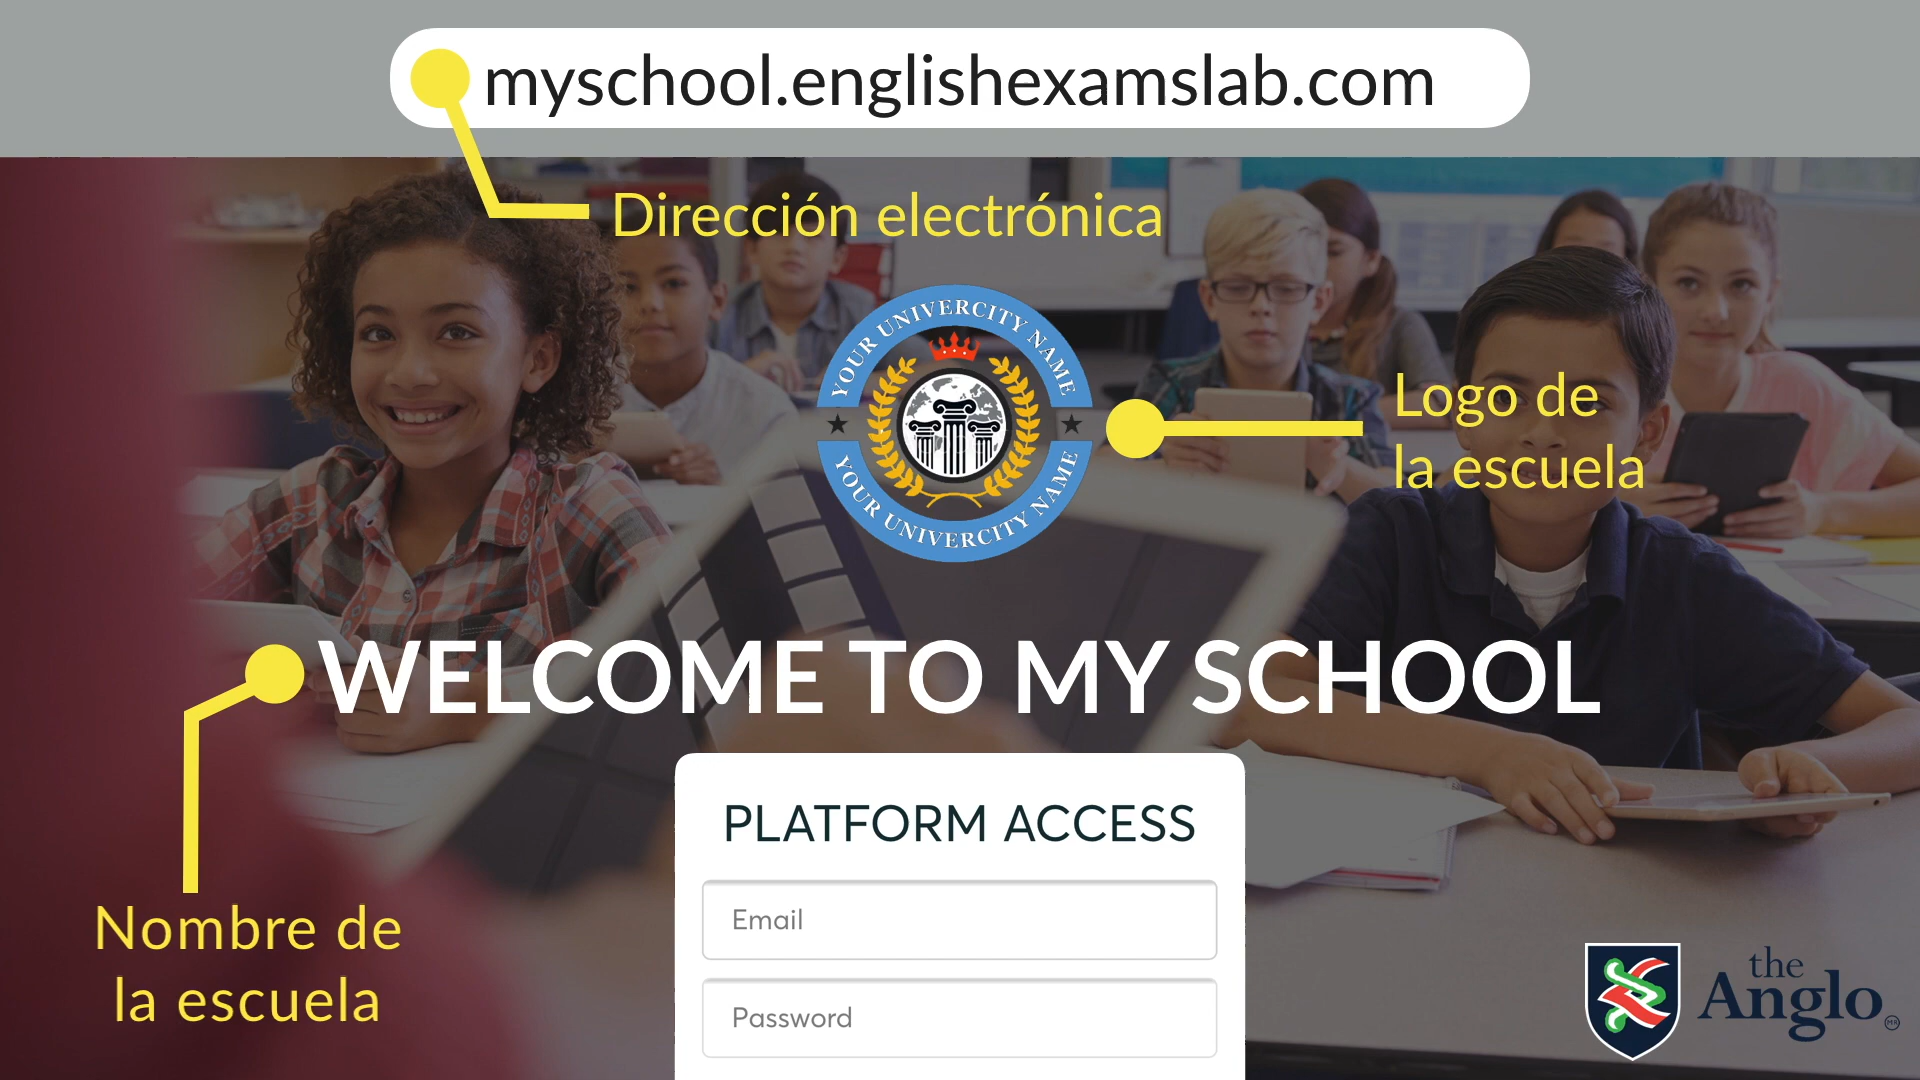 myschool.englishexamslab.com
Dirección electrónica
YOUR UNIVERCITY NAME
YOUR UNIVERCITY NAME
Logo de
la escuela
WELCOME TO MY SCHOOL
PLATFORM ACCESS
Email
Password
Nombre de
la escuela
the
Anglo